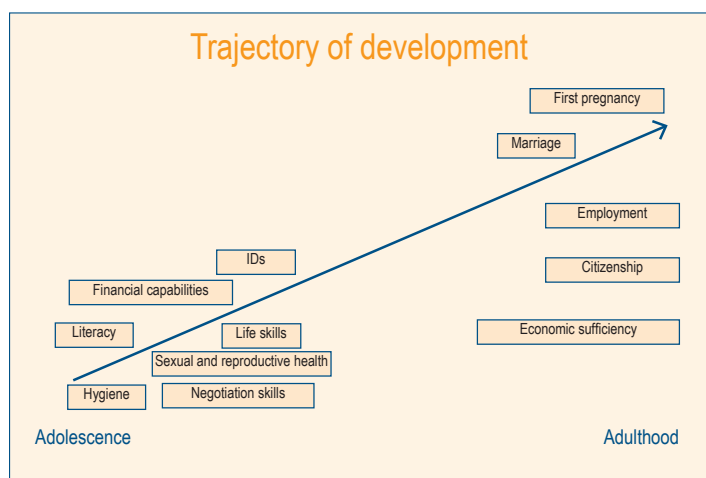 Trajectory of development
First pregnancy
Marriage
Employment
IDs
Citizenship
Financial capabilities
Literacy
Life skills
Economic sufficiency
Sexual and reproductive health
Hygiene
Negotiation skills
Adolescence
Adulthood